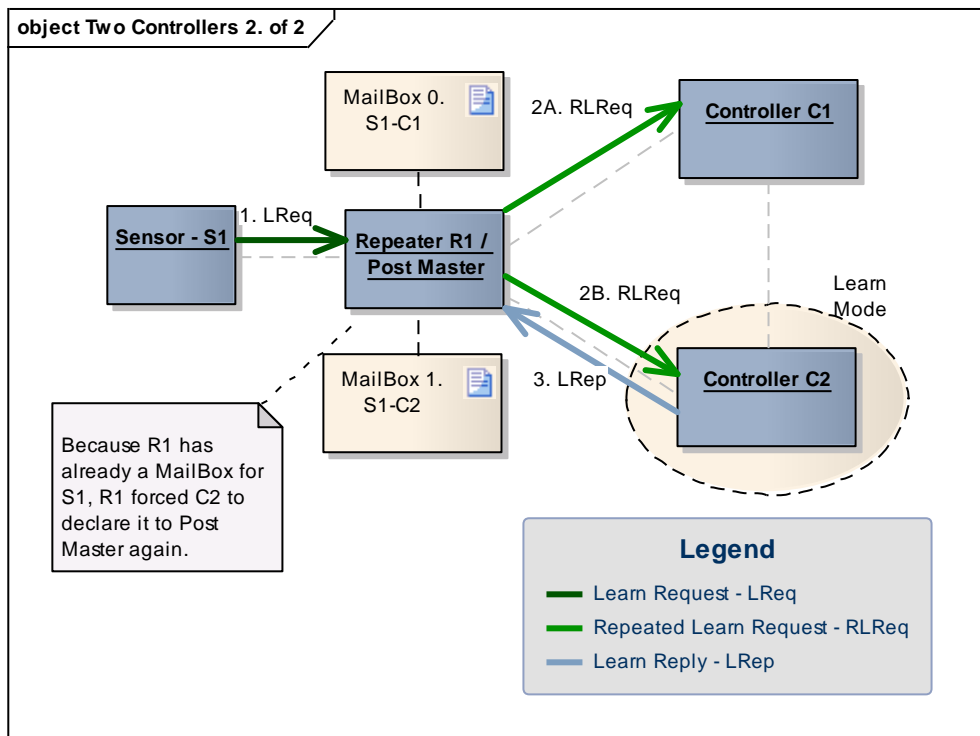 object Two Controllers 2. of 2
MailBox 0.
S1-C1
2A. RLReq
Controller C1
1. LReq
Sensor - S1
Repeater R1 /
Post Master
2B. RLReq
Learn
Mode
MailBox 1.
S1-C2
3. LRep
Controller C2
Because R1 has
already a MailBox for
S1, R1 forced C2 to
declare it to Post
Master again.
Legend
Learn Request - LReq
Repeated Learn Request - RLReq
Learn Reply - LRep